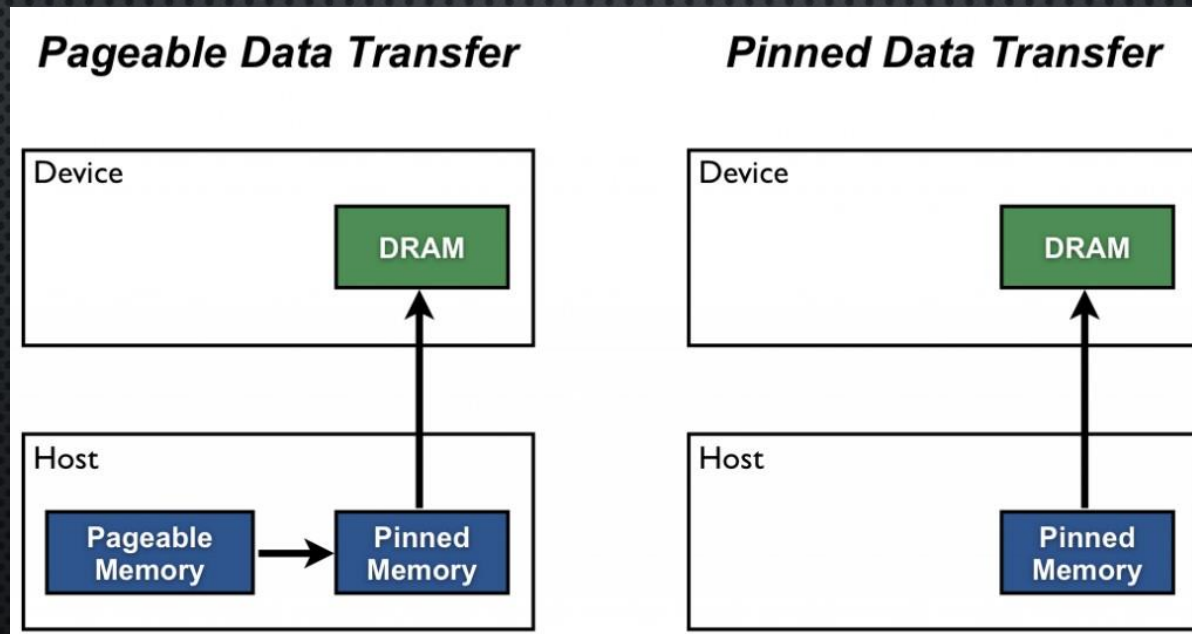 Pageable Data Transfer
Device
DRAM
Host
Pageable
Memory
Pinned
Memory
Pinned Data Transfer
Device
DRAM
Host
Pinned
Memory